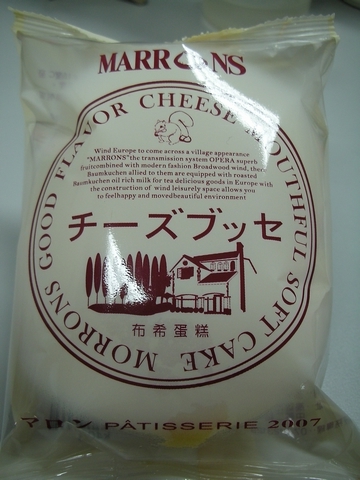 MARRONS
MORRONS GOOD FLAVOR CHEESE MOUTHFUL SOFT CAKE
Wind Europe to come across a village appearance
"MARRONS"the transmission system OPERA superb
fruitcombined with modern fashion Broadwood wind, there
Baumkuchen allied to them are equipped with roasted
Baumkuchen oil rich milk for tea delicious goods in Europe with
the construction of wind leisurely space allows you
to feelhappy and movedbeautiful environment
チーズブッセ
布希蛋糕
マロン PÂTISSERIE 2007